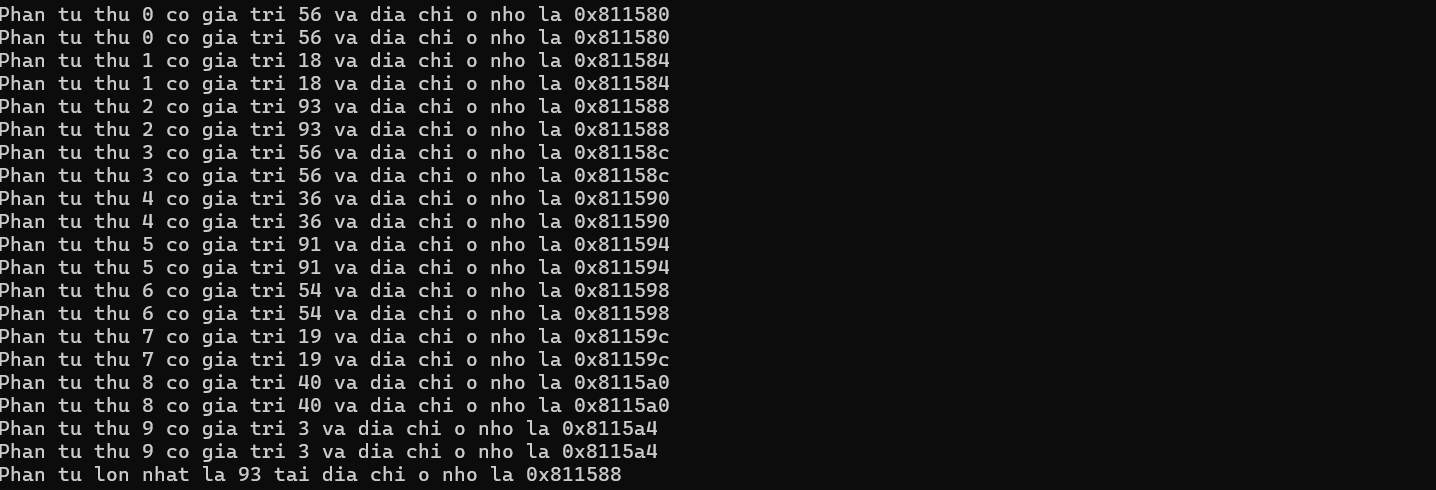 Phan tu thu 0 co gia tri 56 va dia chi o nho la 0x811580
Phan tu thu 0 co gia tri 56 va dia chi o nho la 0x811580
Phan tu thu 1 co gia tri 18 va dia chi o nho la 0x811584
Phan tu thu 1 co gia tri 18 va dia chi o nho la 0x811584
Phan tu thu 2 co gia tri 93 va dia chi o nho la 0x811588
Phan tu thu 2 co gia tri 93 va dia chi o nho la 0x811588
Phan tu thu 3 co gia tri 56 va dia chi o nho la 0x81158c
Phan tu thu 3 co gia tri 56 va dia chi o nho la 0x81158c
Phan tu thu 4 co gia tri 36 va dia chi o nho la 0x811590
Phan tu thu 4 co gia tri 36 va dia chi o nho la 0x811590
Phan tu thu 5 co gia tri 91 va dia chi o nho la 0x811594
Phan tu thu 5 co gia tri 91 va dia chi o nho la 0x811594
Phan tu thu 6 co gia tri 54 va dia chi o nho la 0x811598
Phan tu thu 6 co gia tri 54 va dia chi o nho la 0x811598
Phan tu thu 7 co gia tri 19 va dia chi o nho la 0x81159c
Phan tu thu 7 co gia tri 19 va dia chi o nho la 0x81159c
Phan tu thu 8 co gia tri 40 va dia chi o nho la 0x8115a0
Phan tu thu 8 co gia tri 40 va dia chi o nho la 0x8115a0
Phan tu thu 9 co gia tri 3 va dia chi o nho la 0x8115a4
Phan tu thu 9 co gia tri 3 va dia chi o nho la 0x8115a4
Phan tu lon nhat la 93 tai dia chi o nho la 0x811588